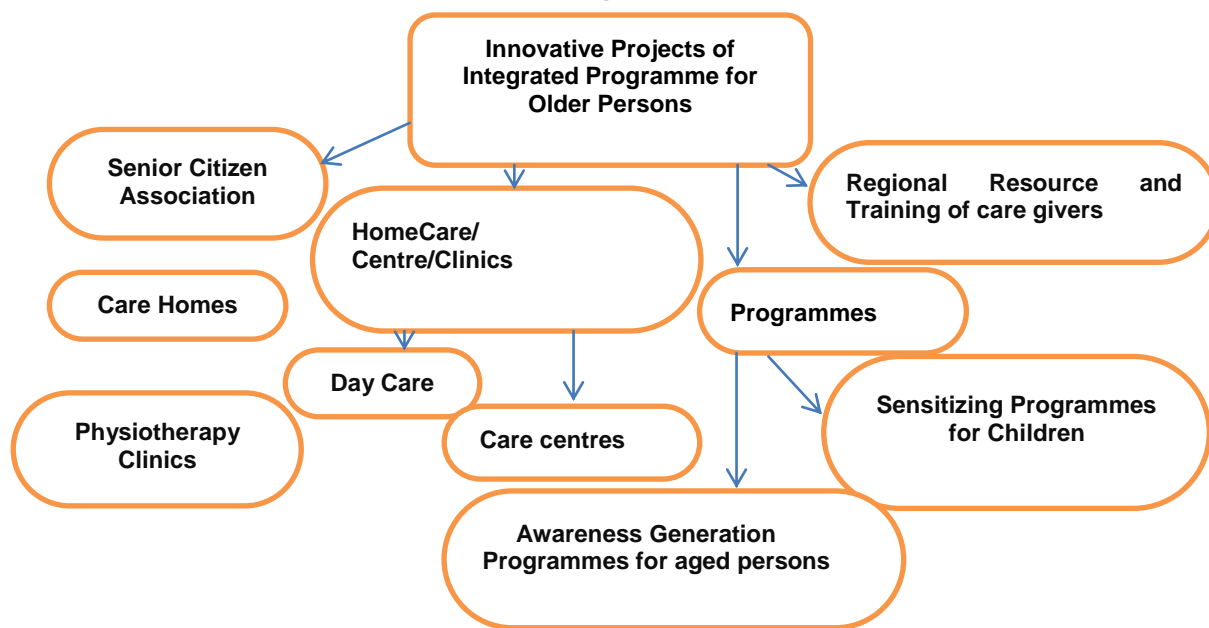 Innovative Projects of
Integrated Programme for
Older Persons
Senior Citizen
Association
Regional Resource and
Training of care givers
HomeCare/
Centre/Clinics
Care Homes
Programmes
Day Care
Physiotherapy
Clinics
Care centres
Sensitizing Programmes
for Children
Awareness Generation
Programmes for aged persons